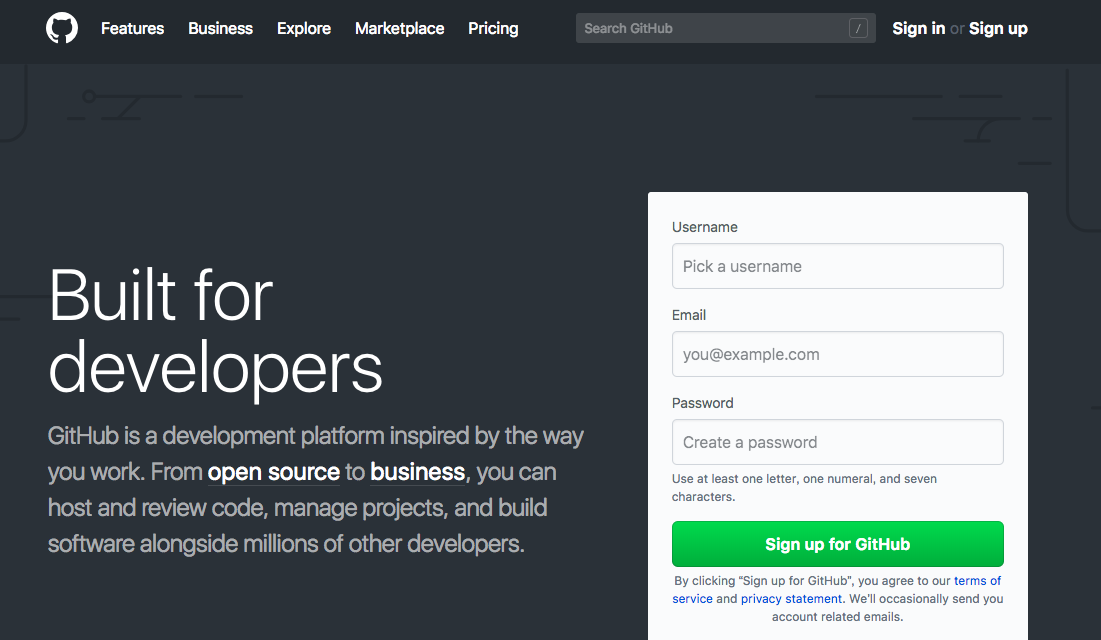 Features Business Explore Marketplace Pricing Search GitHub / Sign in or Sign up
Built for
developers
GitHub is a development platform inspired by the way
you work. From open source to business, you can
host and review code, manage projects, and build
software alongside millions of other developers.
Username
Pick a username
Email
you@example.com
Password
Create a password
Use at least one letter, one numeral, and seven
characters.
Sign up for GitHub
By clicking “Sign up for GitHub”, you agree to our terms of
service and privacy statement. We’ll occasionally send you
account related emails.